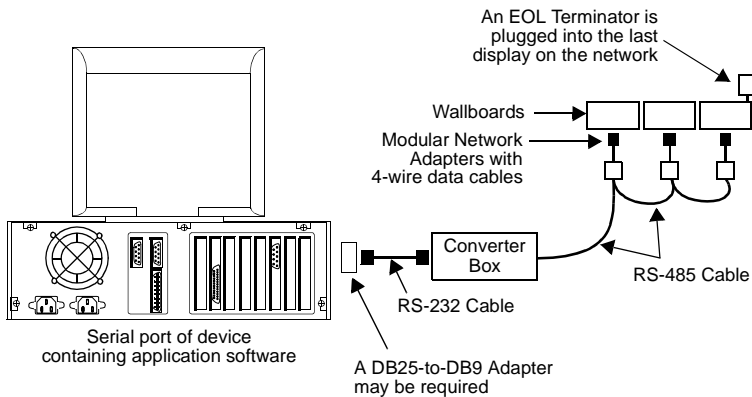 An EOL Terminator is
plugged into the last
display on the network
Wallboards
Modular Network
Adapters with
4-wire data cables
Converter
Box
RS-485 Cable
RS-232 Cable
Serial port of device
containing application software
A DB25-to-DB9 Adapter
may be required